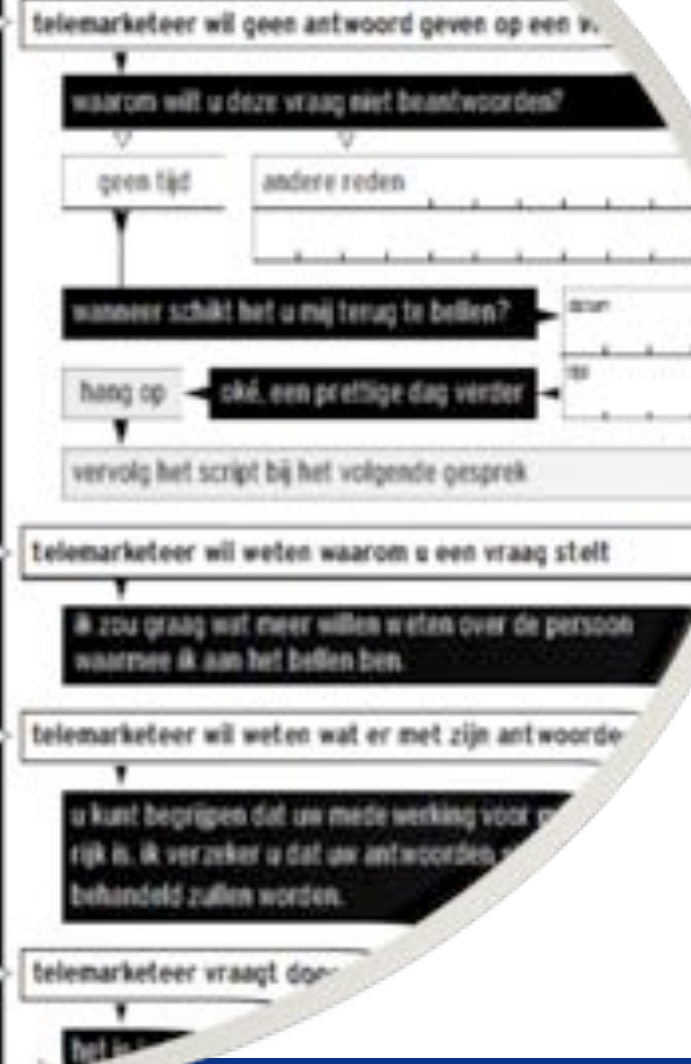 telemarketeer wil geen antwoord geven op een
waarom wilt u deze vraag niet beantwoorden?
geen tijd
andere reden
wanneer schikt het u mij terug te bellen?
datum
tijd
hang op
oké, een prettige dag verder
vervolg het script bij het volgende gesprek
telemarketeer wil weten waarom u een vraag stelt
ik zou graag wat meer willen weten over de persoon
waarmee ik aan het bellen ben.
telemarketeer wil weten wat er met zijn antwoorde
u kunt begrijpen dat uw medewerking voor
rijk is. ik verzeker u dat uw antwoorden
behandeld zullen worden.
telemarketeer vraagt
het